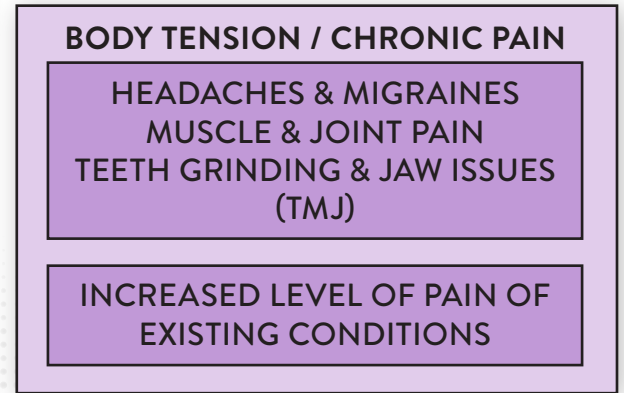 BODY TENSION / CHRONIC PAIN
HEADACHES & MIGRAINES
MUSCLE & JOINT PAIN
TEETH GRINDING & JAW ISSUES
(TMJ)
INCREASED LEVEL OF PAIN OF
EXISTING CONDITIONS